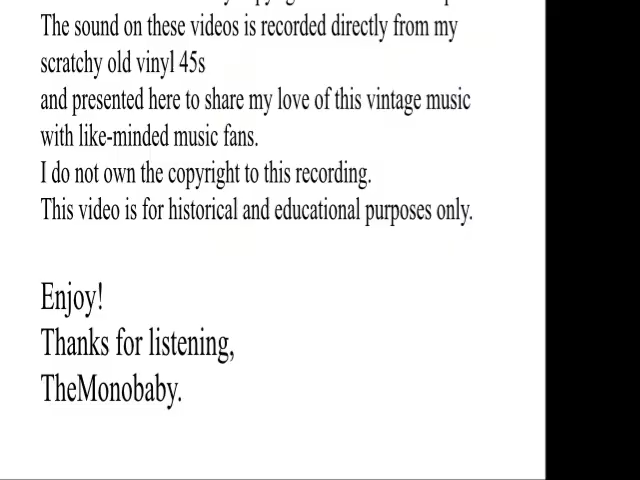 The sound on these videos is recorded directly from my
scratchy old vinyl 45s
and presented here to share my love of this vintage music
with like-minded music fans.
I do not own the copyright to this recording.
This video is for historical and educational purposes only.
Enjoy!
Thanks for listening,
TheMonobaby.